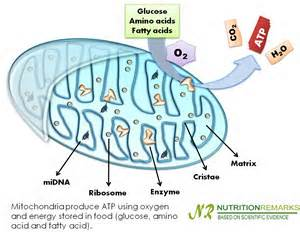 Glucose
Amino acids
Fatty acids
O2
CO2
ATP
H2O
Matrix
Cristae
Enzyme
Ribosome
miDNA
Mitochondria produce ATP using oxygen
and energy stored in food (glucose, amino
acid and fatty acid).
NR NUTRITIONREMARKS
BASED ON SCIENTIFIC EVIDENCE